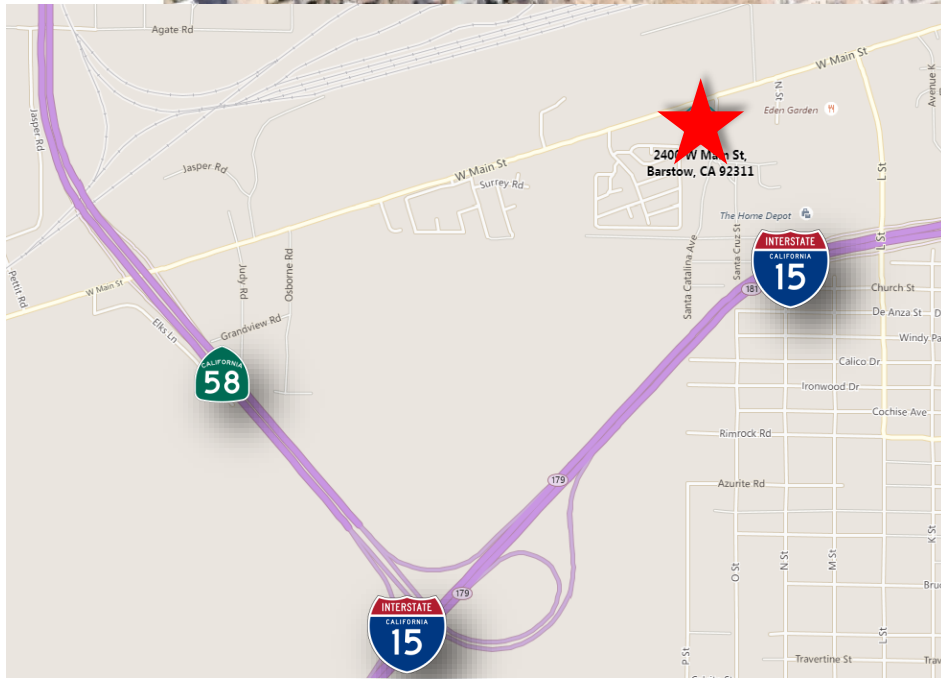 Agate Rd
W Main St
Avenue K
N St
Eden Garden
Jasper Rd
2400 W Main St,
Barstow, CA 92311
L St
Jasper Rd
W Main St
Surrey Rd
The Home Depot
Santa Cruz St
Santa Catalina Ave
L St
INTERSTATE
CALIFORNIA
15
Pettit Rd
W Main St
Judy Rd
Osborne Rd
181
Church St
De Anza St
Elks Ln
Grandview Rd
Windy Pa
CALIFORNIA
58
Calico Dr
Ironwood Dr
Cochise Ave
Rimrock Rd
179
Azurite Rd
K St
O St
N St
M St
179
Bru
INTERSTATE
CALIFORNIA
15
L St
P St
Travertine St
Trav